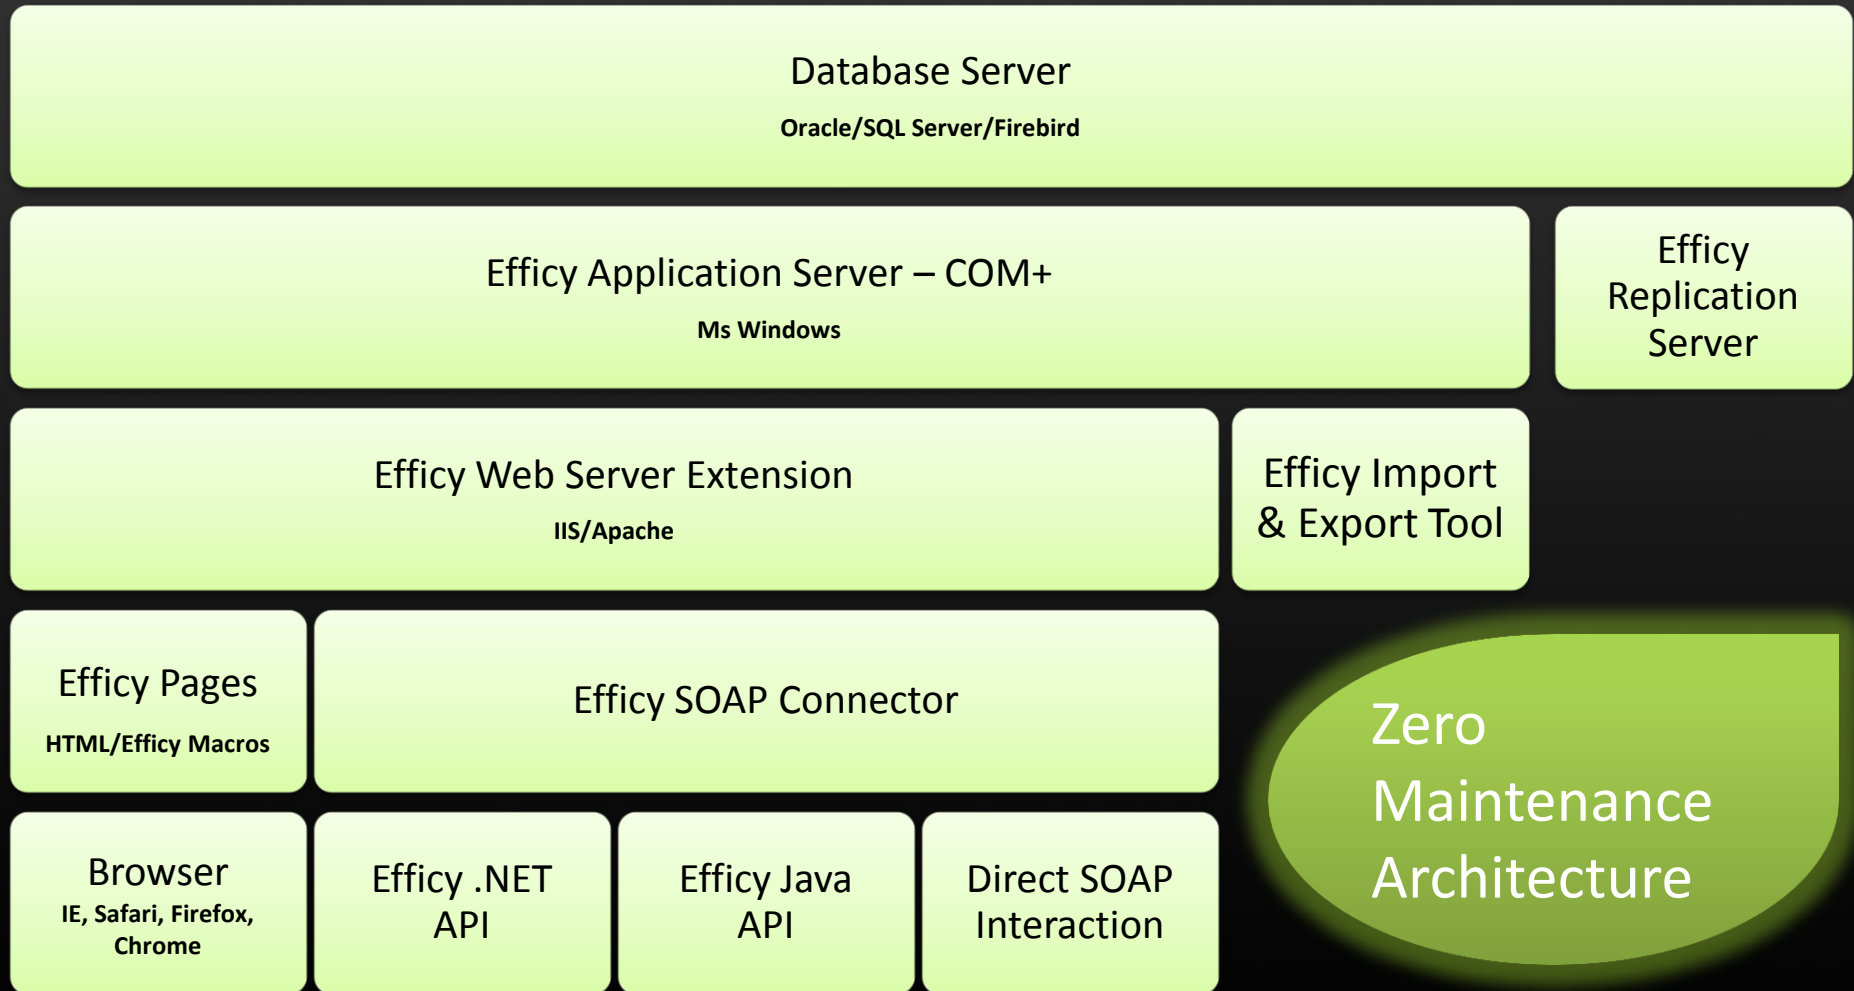 Database Server
Oracle/SQL Server/Firebird
Efficy Application Server – COM+
Ms Windows
Efficy
Replication
Server
Efficy Web Server Extension
IIS/Apache
Efficy Import
& Export Tool
Efficy Pages
HTML/Efficy Macros
Efficy SOAP Connector
Zero
Maintenance
Architecture
Browser
IE, Safari, Firefox,
Chrome
Efficy .NET
API
Efficy Java
API
Direct SOAP
Interaction